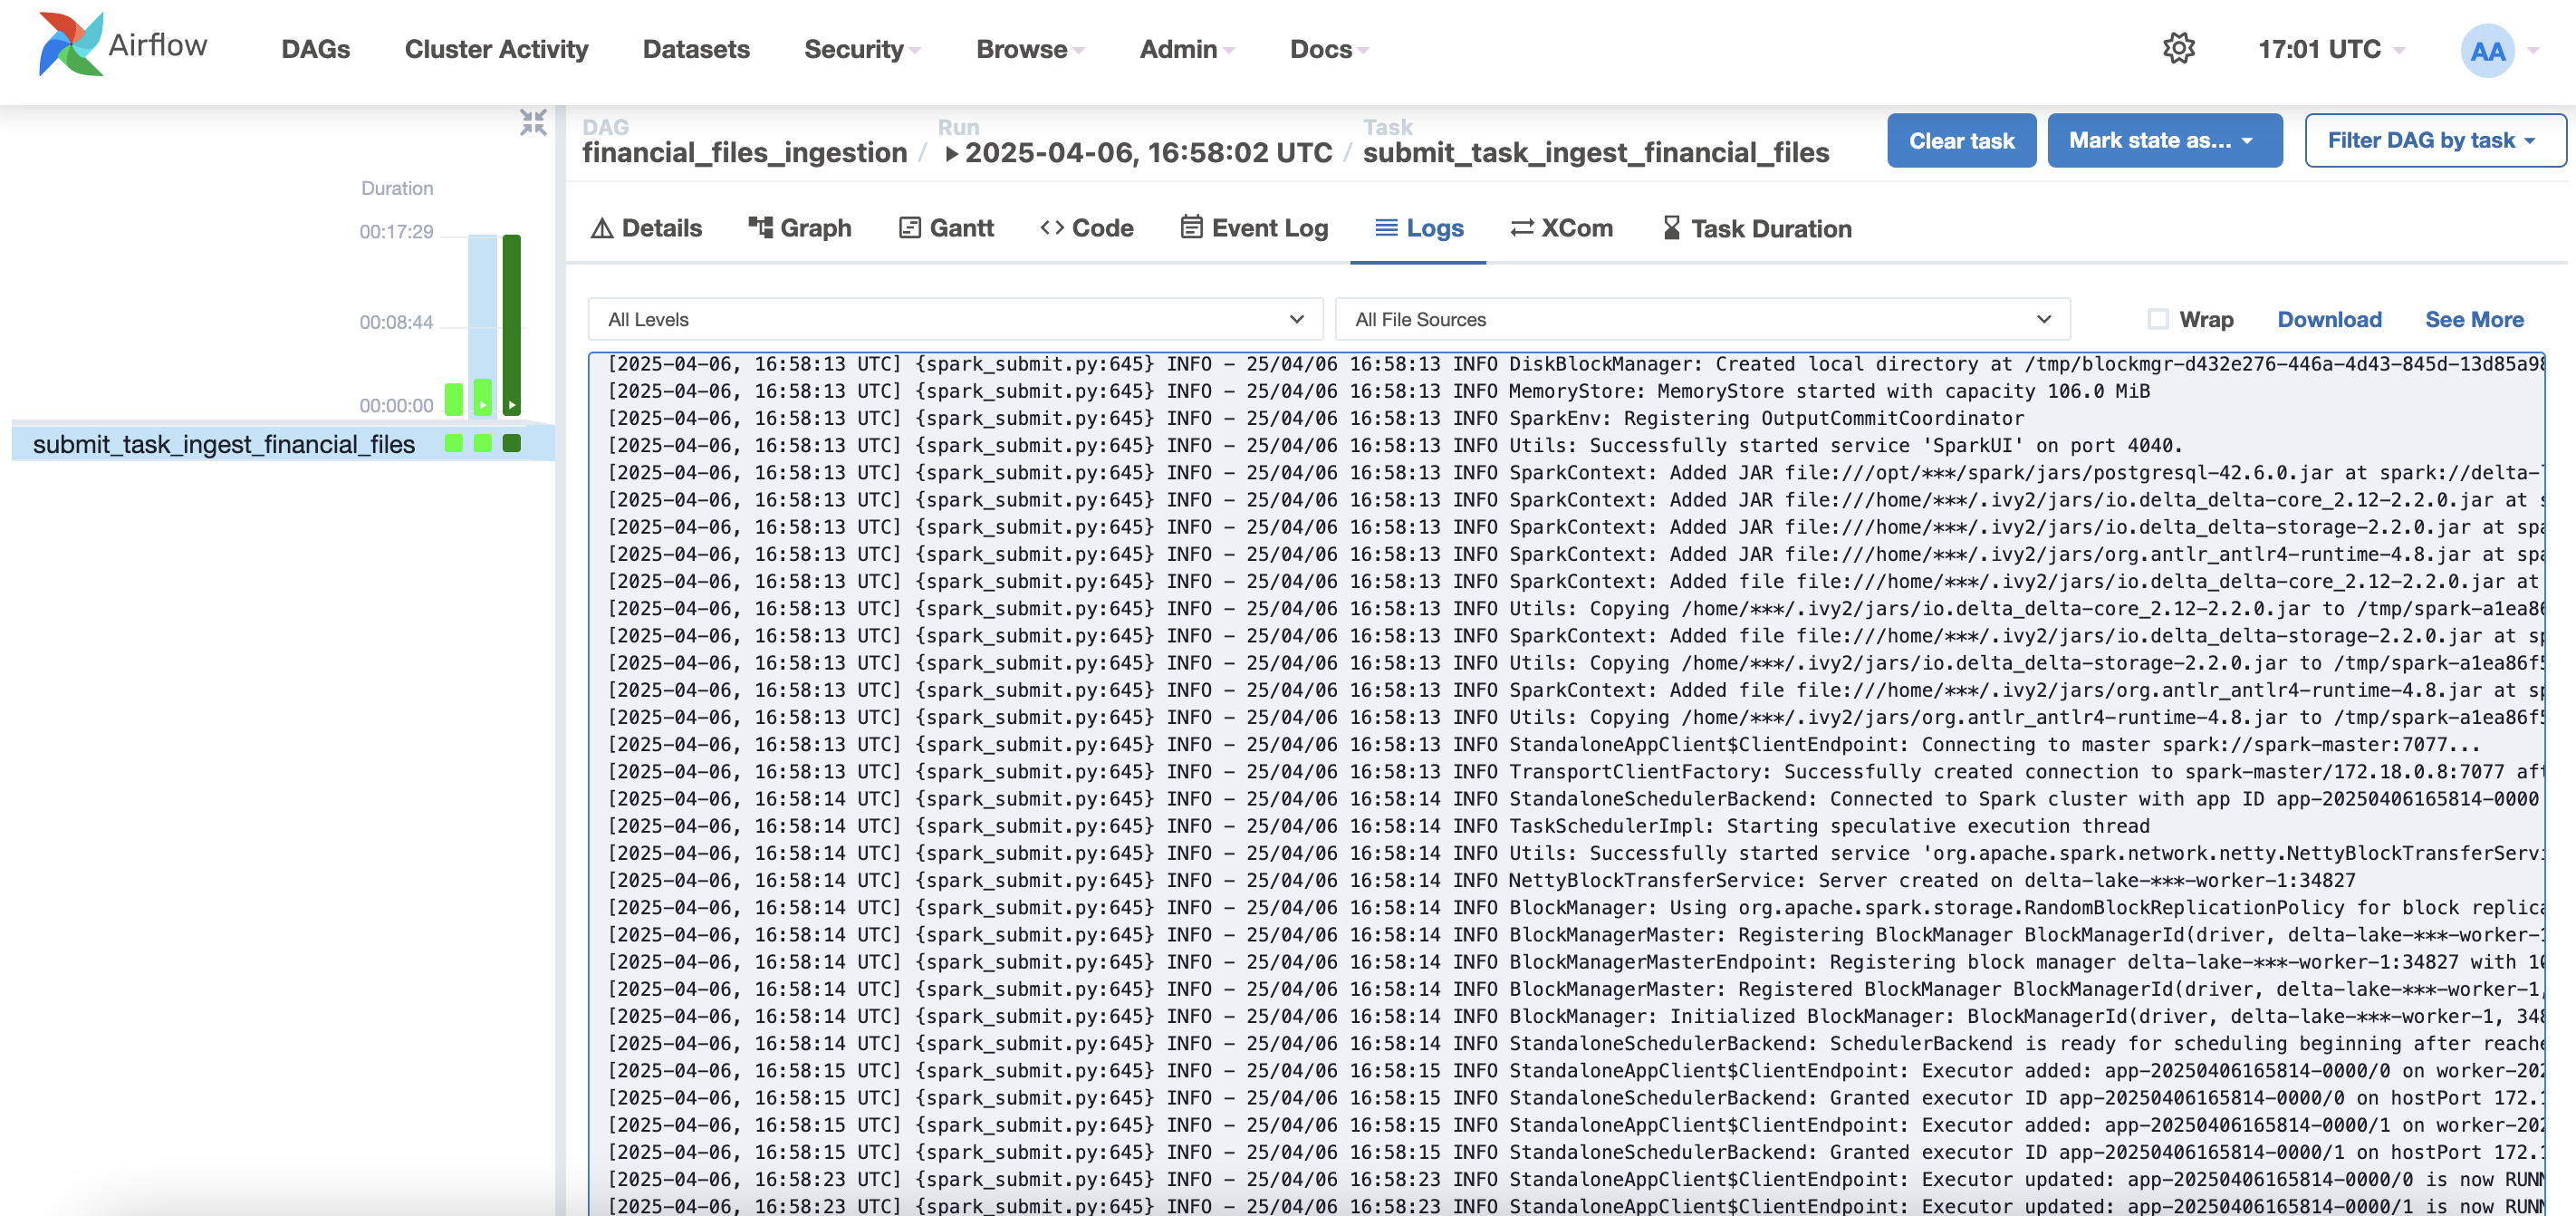 Airflow
DAGs
Cluster Activity
Datasets
Security
Browse
Admin
Docs
17:01 UTC
AA
Duration
00:17:29
00:08:44
00:00:00
submit_task_ingest_financial_files
DAG
financial_files_ingestion
/
Run
2025-04-06, 16:58:02 UTC
/
Task
submit_task_ingest_financial_files
Clear task
Mark state as...
Filter DAG by task
Details
Graph
Gantt
Code
Event Log
Logs
XCom
Task Duration
All Levels
All File Sources
Wrap
Download
See More
[2025-04-06, 16:58:13 UTC] {spark_submit.py:645} INFO - 25/04/06 16:58:13 INFO DiskBlockManager: Created local directory at /tmp/blockmgr-d432e276-446a-4d43-845d-13d85a98
[2025-04-06, 16:58:13 UTC] {spark_submit.py:645} INFO - 25/04/06 16:58:13 INFO MemoryStore: MemoryStore started with capacity 106.0 MiB
[2025-04-06, 16:58:13 UTC] {spark_submit.py:645} INFO - 25/04/06 16:58:13 INFO SparkEnv: Registering OutputCommitCoordinator
[2025-04-06, 16:58:13 UTC] {spark_submit.py:645} INFO - 25/04/06 16:58:13 INFO Utils: Successfully started service 'SparkUI' on port 4040.
[2025-04-06, 16:58:13 UTC] {spark_submit.py:645} INFO - 25/04/06 16:58:13 INFO SparkContext: Added JAR file:///opt/***/spark/jars/postgresql-42.6.0.jar at spark://delta-
[2025-04-06, 16:58:13 UTC] {spark_submit.py:645} INFO - 25/04/06 16:58:13 INFO SparkContext: Added JAR file:///home/***/.ivy2/jars/io.delta_delta-core_2.12-2.2.0.jar at s
[2025-04-06, 16:58:13 UTC] {spark_submit.py:645} INFO - 25/04/06 16:58:13 INFO SparkContext: Added JAR file:///home/***/.ivy2/jars/io.delta_delta-storage-2.2.0.jar at spa
[2025-04-06, 16:58:13 UTC] {spark_submit.py:645} INFO - 25/04/06 16:58:13 INFO SparkContext: Added JAR file:///home/***/.ivy2/jars/org.antlr_antlr4-runtime-4.8.jar at spa
[2025-04-06, 16:58:13 UTC] {spark_submit.py:645} INFO - 25/04/06 16:58:13 INFO SparkContext: Added file file:///home/***/.ivy2/jars/io.delta_delta-core_2.12-2.2.0.jar at
[2025-04-06, 16:58:13 UTC] {spark_submit.py:645} INFO - 25/04/06 16:58:13 INFO Utils: Copying /home/***/.ivy2/jars/io.delta_delta-core_2.12-2.2.0.jar to /tmp/spark-a1ea86
[2025-04-06, 16:58:13 UTC] {spark_submit.py:645} INFO - 25/04/06 16:58:13 INFO SparkContext: Added file file:///home/***/.ivy2/jars/io.delta_delta-storage-2.2.0.jar at sp
[2025-04-06, 16:58:13 UTC] {spark_submit.py:645} INFO - 25/04/06 16:58:13 INFO Utils: Copying /home/***/.ivy2/jars/io.delta_delta-storage-2.2.0.jar to /tmp/spark-a1ea86f5
[2025-04-06, 16:58:13 UTC] {spark_submit.py:645} INFO - 25/04/06 16:58:13 INFO SparkContext: Added file file:///home/***/.ivy2/jars/org.antlr_antlr4-runtime-4.8.jar at sp
[2025-04-06, 16:58:13 UTC] {spark_submit.py:645} INFO - 25/04/06 16:58:13 INFO Utils: Copying /home/***/.ivy2/jars/org.antlr_antlr4-runtime-4.8.jar to /tmp/spark-a1ea86f5
[2025-04-06, 16:58:13 UTC] {spark_submit.py:645} INFO - 25/04/06 16:58:13 INFO StandaloneAppClient$ClientEndpoint: Connecting to master spark://spark-master:7077...
[2025-04-06, 16:58:13 UTC] {spark_submit.py:645} INFO - 25/04/06 16:58:13 INFO TransportClientFactory: Successfully created connection to spark-master/172.18.0.8:7077 aft
[2025-04-06, 16:58:14 UTC] {spark_submit.py:645} INFO - 25/04/06 16:58:14 INFO StandaloneSchedulerBackend: Connected to Spark cluster with app ID app-20250406165814-0000
[2025-04-06, 16:58:14 UTC] {spark_submit.py:645} INFO - 25/04/06 16:58:14 INFO TaskSchedulerImpl: Starting speculative execution thread
[2025-04-06, 16:58:14 UTC] {spark_submit.py:645} INFO - 25/04/06 16:58:14 INFO Utils: Successfully started service 'org.apache.spark.network.netty.NettyBlockTransferServi
[2025-04-06, 16:58:14 UTC] {spark_submit.py:645} INFO - 25/04/06 16:58:14 INFO NettyBlockTransferService: Server created on delta-lake-***-worker-1:34827
[2025-04-06, 16:58:14 UTC] {spark_submit.py:645} INFO - 25/04/06 16:58:14 INFO BlockManager: Using org.apache.spark.storage.RandomBlockReplicationPolicy for block replica
[2025-04-06, 16:58:14 UTC] {spark_submit.py:645} INFO - 25/04/06 16:58:14 INFO BlockManagerMaster: Registering BlockManager BlockManagerId(driver, delta-lake-***-worker-1
[2025-04-06, 16:58:14 UTC] {spark_submit.py:645} INFO - 25/04/06 16:58:14 INFO BlockManagerMasterEndpoint: Registering block manager delta-lake-***-worker-1:34827 with 10
[2025-04-06, 16:58:14 UTC] {spark_submit.py:645} INFO - 25/04/06 16:58:14 INFO BlockManagerMaster: Registered BlockManager BlockManagerId(driver, delta-lake-***-worker-1,
[2025-04-06, 16:58:14 UTC] {spark_submit.py:645} INFO - 25/04/06 16:58:14 INFO BlockManager: Initialized BlockManager: BlockManagerId(driver, delta-lake-***-worker-1, 348
[2025-04-06, 16:58:14 UTC] {spark_submit.py:645} INFO - 25/04/06 16:58:14 INFO StandaloneSchedulerBackend: SchedulerBackend is ready for scheduling beginning after reache
[2025-04-06, 16:58:15 UTC] {spark_submit.py:645} INFO - 25/04/06 16:58:15 INFO StandaloneAppClient$ClientEndpoint: Executor added: app-20250406165814-0000/0 on worker-202
[2025-04-06, 16:58:15 UTC] {spark_submit.py:645} INFO - 25/04/06 16:58:15 INFO StandaloneSchedulerBackend: Granted executor ID app-20250406165814-0000/0 on hostPort 172.1
[2025-04-06, 16:58:15 UTC] {spark_submit.py:645} INFO - 25/04/06 16:58:15 INFO StandaloneAppClient$ClientEndpoint: Executor added: app-20250406165814-0000/1 on worker-202
[2025-04-06, 16:58:15 UTC] {spark_submit.py:645} INFO - 25/04/06 16:58:15 INFO StandaloneSchedulerBackend: Granted executor ID app-20250406165814-0000/1 on hostPort 172.1
[2025-04-06, 16:58:23 UTC] {spark_submit.py:645} INFO - 25/04/06 16:58:23 INFO StandaloneAppClient$ClientEndpoint: Executor updated: app-20250406165814-0000/0 is now RUNN
[2025-04-06, 16:58:23 UTC] {spark_submit.py:645} INFO - 25/04/06 16:58:23 INFO StandaloneAppClient$ClientEndpoint: Executor updated: app-20250406165814-0000/1 is now RUNN